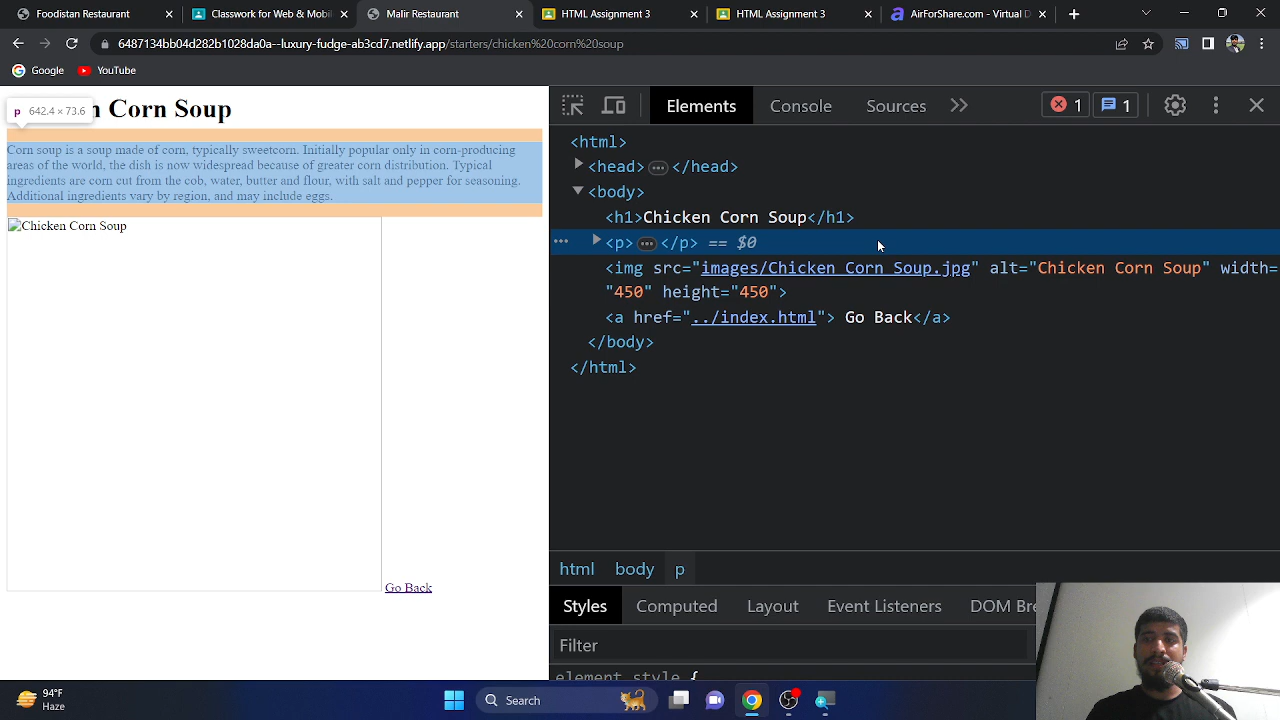 Foodistan Restaurant
Classwork for Web & Mobil
Malir Restaurant
HTML Assignment 3
HTML Assignment 3
AirForShare.com - Virtual D
6487134bb04d282b1028da0a--luxury-fudge-ab3cd7.netlify.app/starters/chicken%20corn%20soup
Google
YouTube
n Corn Soup
p 642.4 × 73.6
Corn soup is a soup made of corn, typically sweetcorn. Initially popular only in corn-producing
areas of the world, the dish is now widespread because of greater corn distribution. Typical
ingredients are corn cut from the cob, water, butter and flour, with salt and pepper for seasoning.
Additional ingredients vary by region, and may include eggs.
Chicken Corn Soup
Go Back
Elements
Console
Sources
1
1
<html>
<head> ••• </head>
<body>
<h1>Chicken Corn Soup</h1>
<p> ••• </p> == $0
<img src="images/Chicken Corn Soup.jpg" alt="Chicken Corn Soup" width=
"450" height="450">
<a href="../index.html"> Go Back</a>
</body>
</html>
html body p
Styles
Computed
Layout
Event Listeners
DOM Bre
Filter
element.style {
94°F
Haze
Search